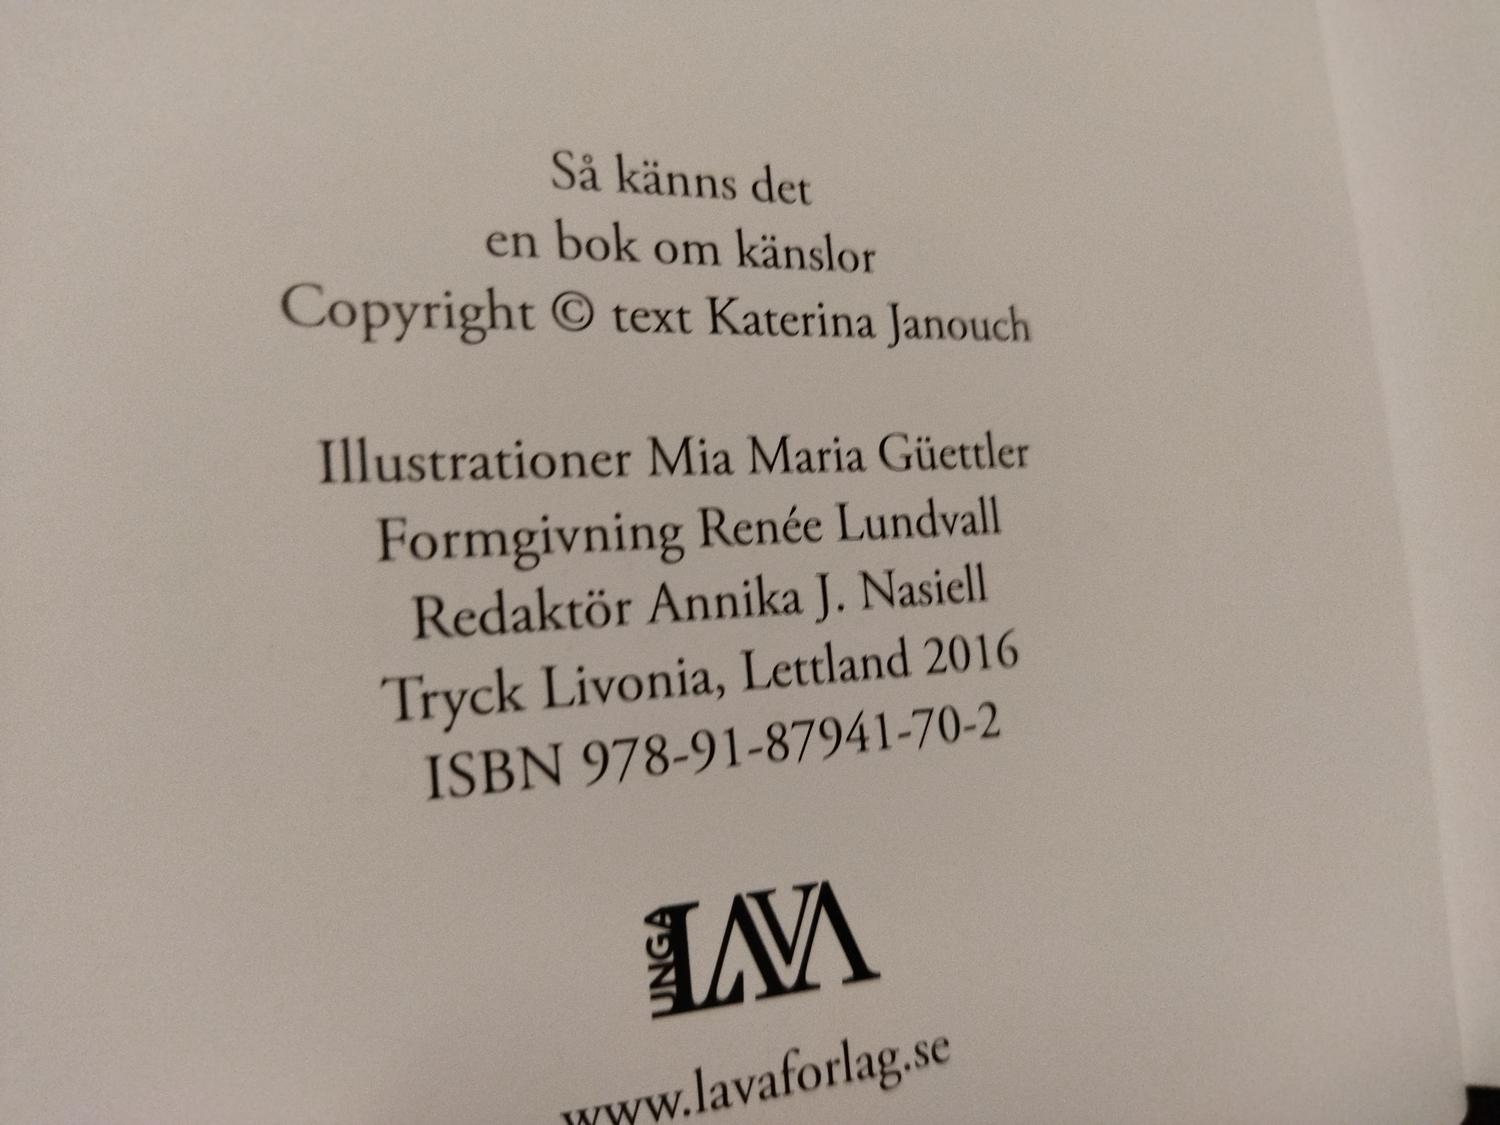 Så känns det
en bok om känslor
Copyright © text Katerina Janouch
Illustrationer Mia Maria Güettler
Formgivning Renée Lundvall
Redaktör Annika J. Nasiell
Tryck Livonia, Lettland 2016
ISBN 978-91-87941-70-2
UNGA LAVA
www.lavaforlag.se